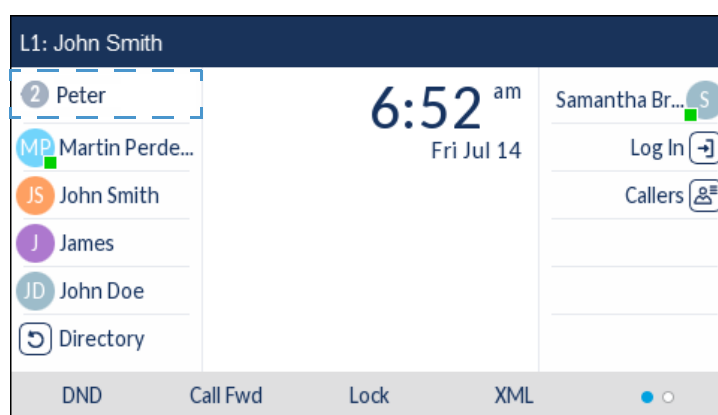 L1: John Smith
2 Peter
MP Martin Perde...
JS John Smith
J James
JD John Doe
Directory
6:52 am
Fri Jul 14
Samantha Br... S
Log In
Callers
DND Call Fwd Lock XML